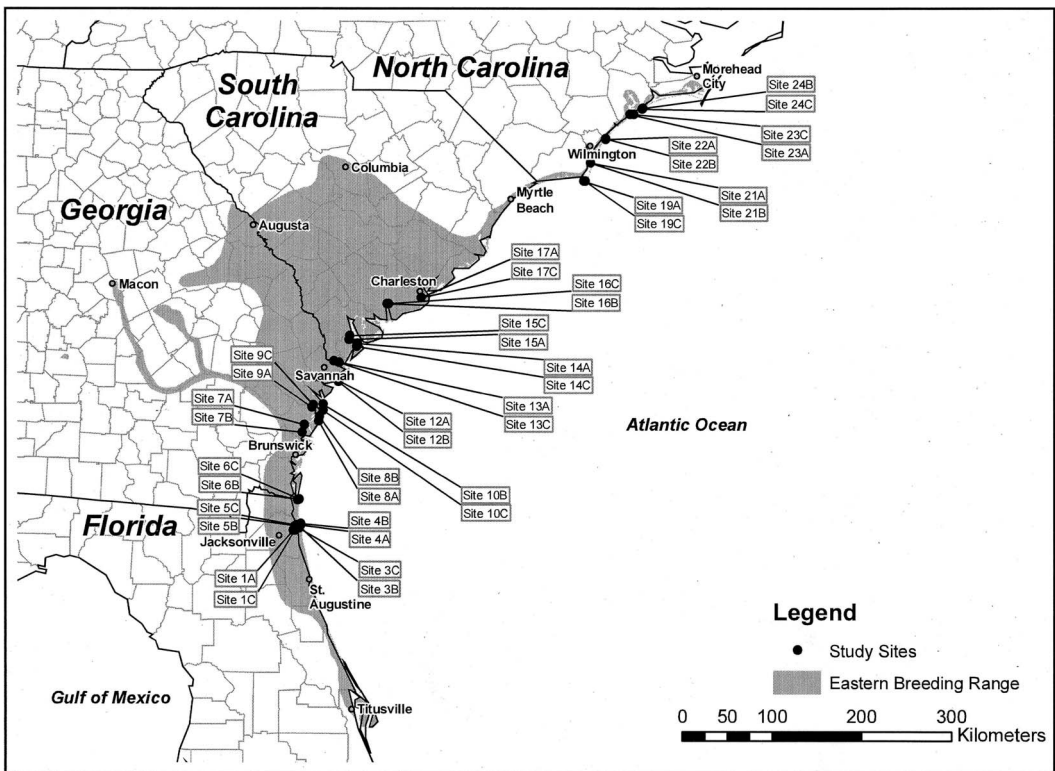 North Carolina
South
Carolina
Georgia
Florida
Morehead
City
Wilmington
Myrtle
Beach
Columbia
Augusta
Macon
Charleston
Savannah
Brunswick
Jacksonville
St.
Augustine
Titusville
Atlantic Ocean
Gulf of Mexico
Site 24B
Site 24C
Site 23C
Site 23A
Site 22A
Site 22B
Site 21A
Site 21B
Site 19A
Site 19C
Site 17A
Site 17C
Site 16C
Site 16B
Site 15C
Site 15A
Site 14A
Site 14C
Site 13A
Site 13C
Site 12A
Site 12B
Site 10B
Site 10C
Site 9C
Site 9A
Site 8B
Site 8A
Site 7A
Site 7B
Site 6C
Site 6B
Site 5C
Site 5B
Site 4B
Site 4A
Site 3C
Site 3B
Site 1A
Site 1C
Legend
Study Sites
Eastern Breeding Range
0 50 100 200 300
Kilometers